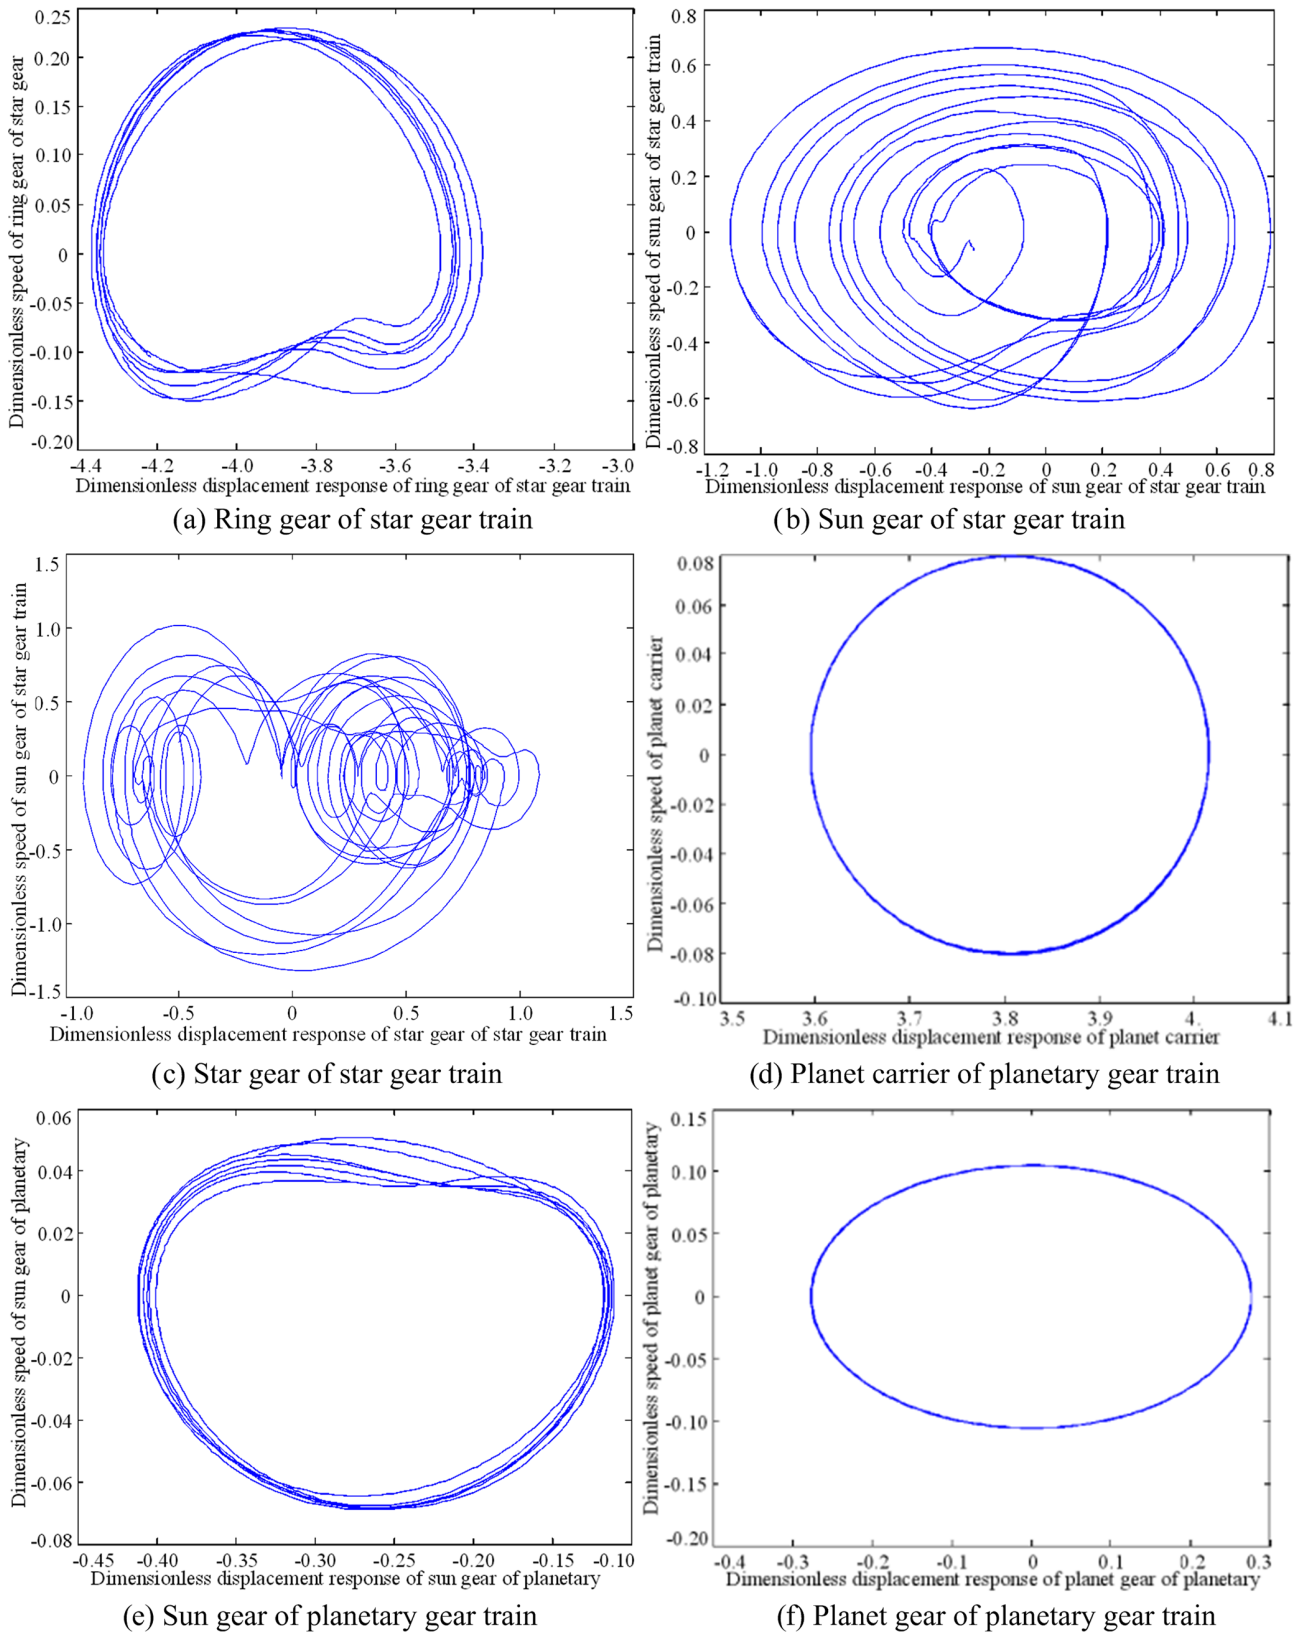 Dimensionless speed of ring gear of star gear
0.25
0.20
0.15
0.10
0.05
0
-0.05
-0.10
-0.15
-0.20
-4.4 -4.2 -4.0 -3.8 -3.6 -3.4 -3.2 -3.0
Dimensionless displacement response of ring gear of star gear train
(a) Ring gear of star gear train
Dimensionless speed of sun gear of star gear train
0.8
0.6
0.4
0.2
0
-0.2
-0.4
-0.6
-0.8
-1.2 -1.0 -0.8 -0.6 -0.4 -0.2 0 0.2 0.4 0.6 0.8
Dimensionless displacement response of sun gear of star gear train
(b) Sun gear of star gear train
Dimensionless speed of sun gear of star gear train
1.5
1.0
0.5
0
-0.5
-1.0
-1.5
-1.0 -0.5 0 0.5 1.0 1.5
Dimensionless displacement response of star gear of star gear train
(c) Star gear of star gear train
Dimensionless speed of planet carrier
0.08
0.06
0.04
0.02
0
-0.02
-0.04
-0.06
-0.08
-0.10
3.5 3.6 3.7 3.8 3.9 4. 4.1
Dimensionless displacement response of planet carrier
(d) Planet carrier of planetary gear train
Dimensionless speed of sun gear of planetary
0.06
0.04
0.02
0
-0.02
-0.04
-0.06
-0.08
-0.45 -0.40 -0.35 -0.30 -0.25 -0.20 -0.15 -0.10
Dimensionless displacement response of sun gear of planetary
(e) Sun gear of planetary gear train
Dimensionless speed of planet gear of planetary
0.15
0.10
0.05
0
-0.05
-0.10
-0.15
-0.20
-0.4 -0.3 -0.2 -0.1 0 0.1 0.2 0.3
Dimensionless displacement response of planet gear of planetary
(f) Planet gear of planetary gear train